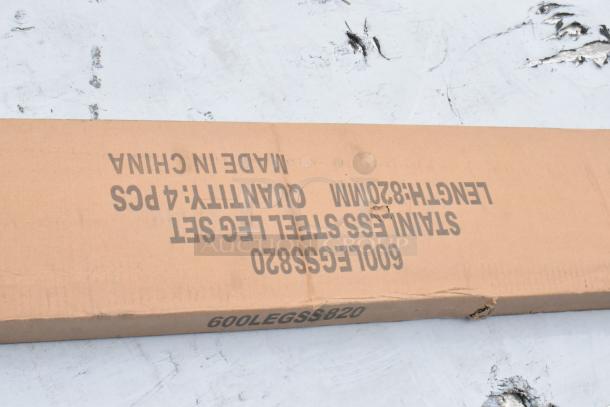 600LEGSS820
STAINLESS STEEL LEG SET
LENGTH:820MM QUANTITY: 4 PCS
MADE IN CHINA
600LEGSS820